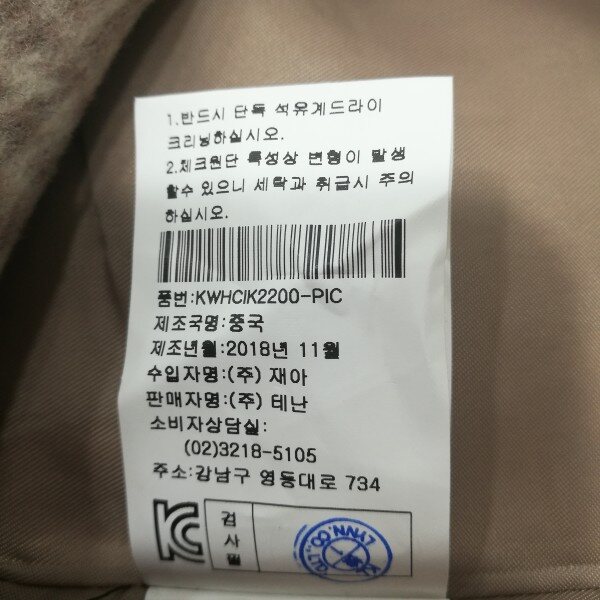 1.반드시 단독 석유계드라이
크리닝하십시오.
2.체크원단 특성상 변형이 발생
할수 있으니 세탁과 취급시 주의
하십시오.
품번:KWHCIK2200-PIC
제조국명:중국
제조년월:2018년 11월
수입자명:(주) 재아
판매자명:(주) 테난
소비자상담실:
(02)3218-5105
주소:강남구 영동대로 734
검
사
필
LYNN.CO.,LTD